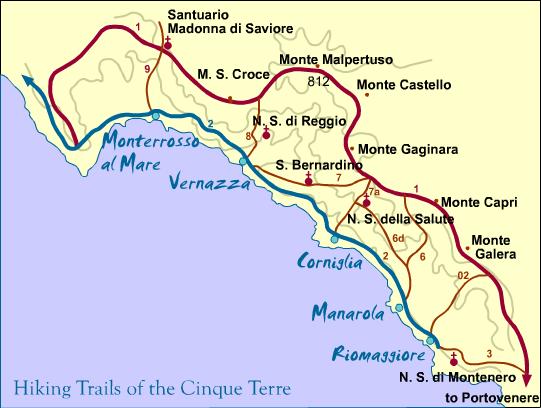 Santuario
Madonna di Saviore
1
Monte Malpertuso
9
M. S. Croce
812
Monte Castello
2
N. S. di Reggio
Monterrosso
al Mare
8
Monte Gaginara
S. Bernardino
Vernazza
7
7a
1
Monte Capri
N. S. della Salute
6d
Monte
Galera
Corniglia
2
6
02
Manarola
Riomaggiore
3
N. S. di Montenero
Hiking Trails of the Cinque Terre
to Portovenere